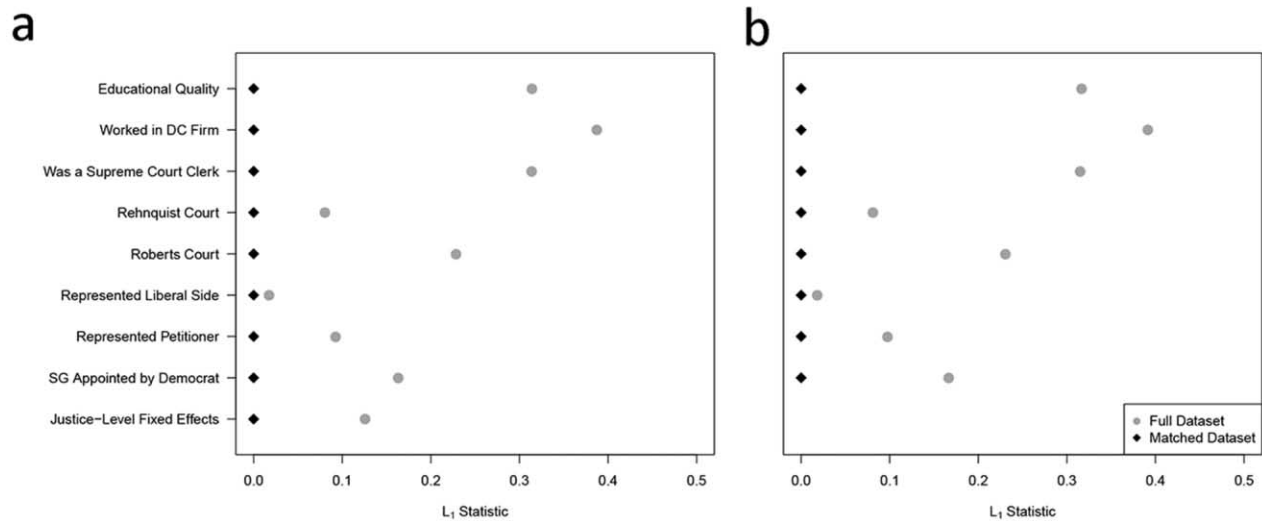 a
b
Educational Quality
Worked in DC Firm
Was a Supreme Court Clerk
Rehnquist Court
Roberts Court
Represented Liberal Side
Represented Petitioner
SG Appointed by Democrat
Justice−Level Fixed Effects
0.0 0.1 0.2 0.3 0.4 0.5
L₁ Statistic
Full Dataset
Matched Dataset
0.0 0.1 0.2 0.3 0.4 0.5
L₁ Statistic